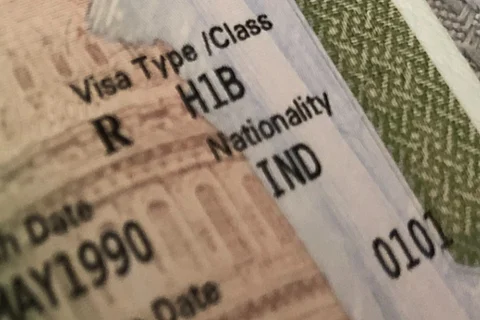 Visa Type /Class
R H1B
Nationality
IND
h Date
MAY1990
0101
Date